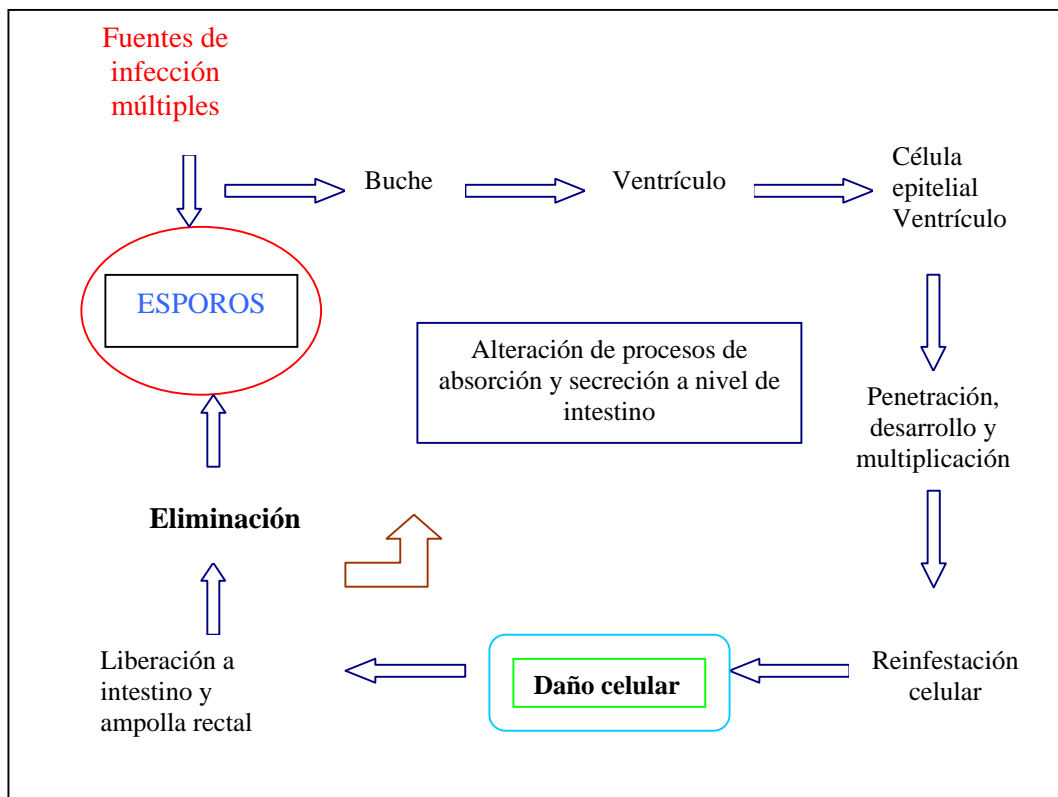 Fuentes de
infección
múltiples
Buche
Ventrículo
Célula
epitelial
Ventrículo
ESPOROS
Alteración de procesos de
absorción y secreción a nivel de
intestino
Penetración,
desarrollo y
multiplicación
Eliminación
Liberación a
intestino y
ampolla rectal
Daño celular
Reinfestación
celular